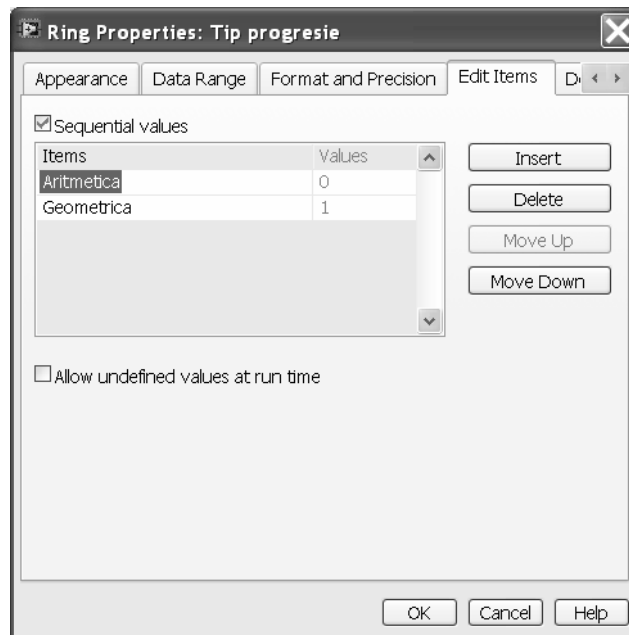 Ring Properties: Tip progresie
Appearance Data Range Format and Precision Edit Items
Sequential values
Items Values
Aritmetica 0
Geometrica 1
Insert
Delete
Move Up
Move Down
Allow undefined values at run time
OK Cancel Help